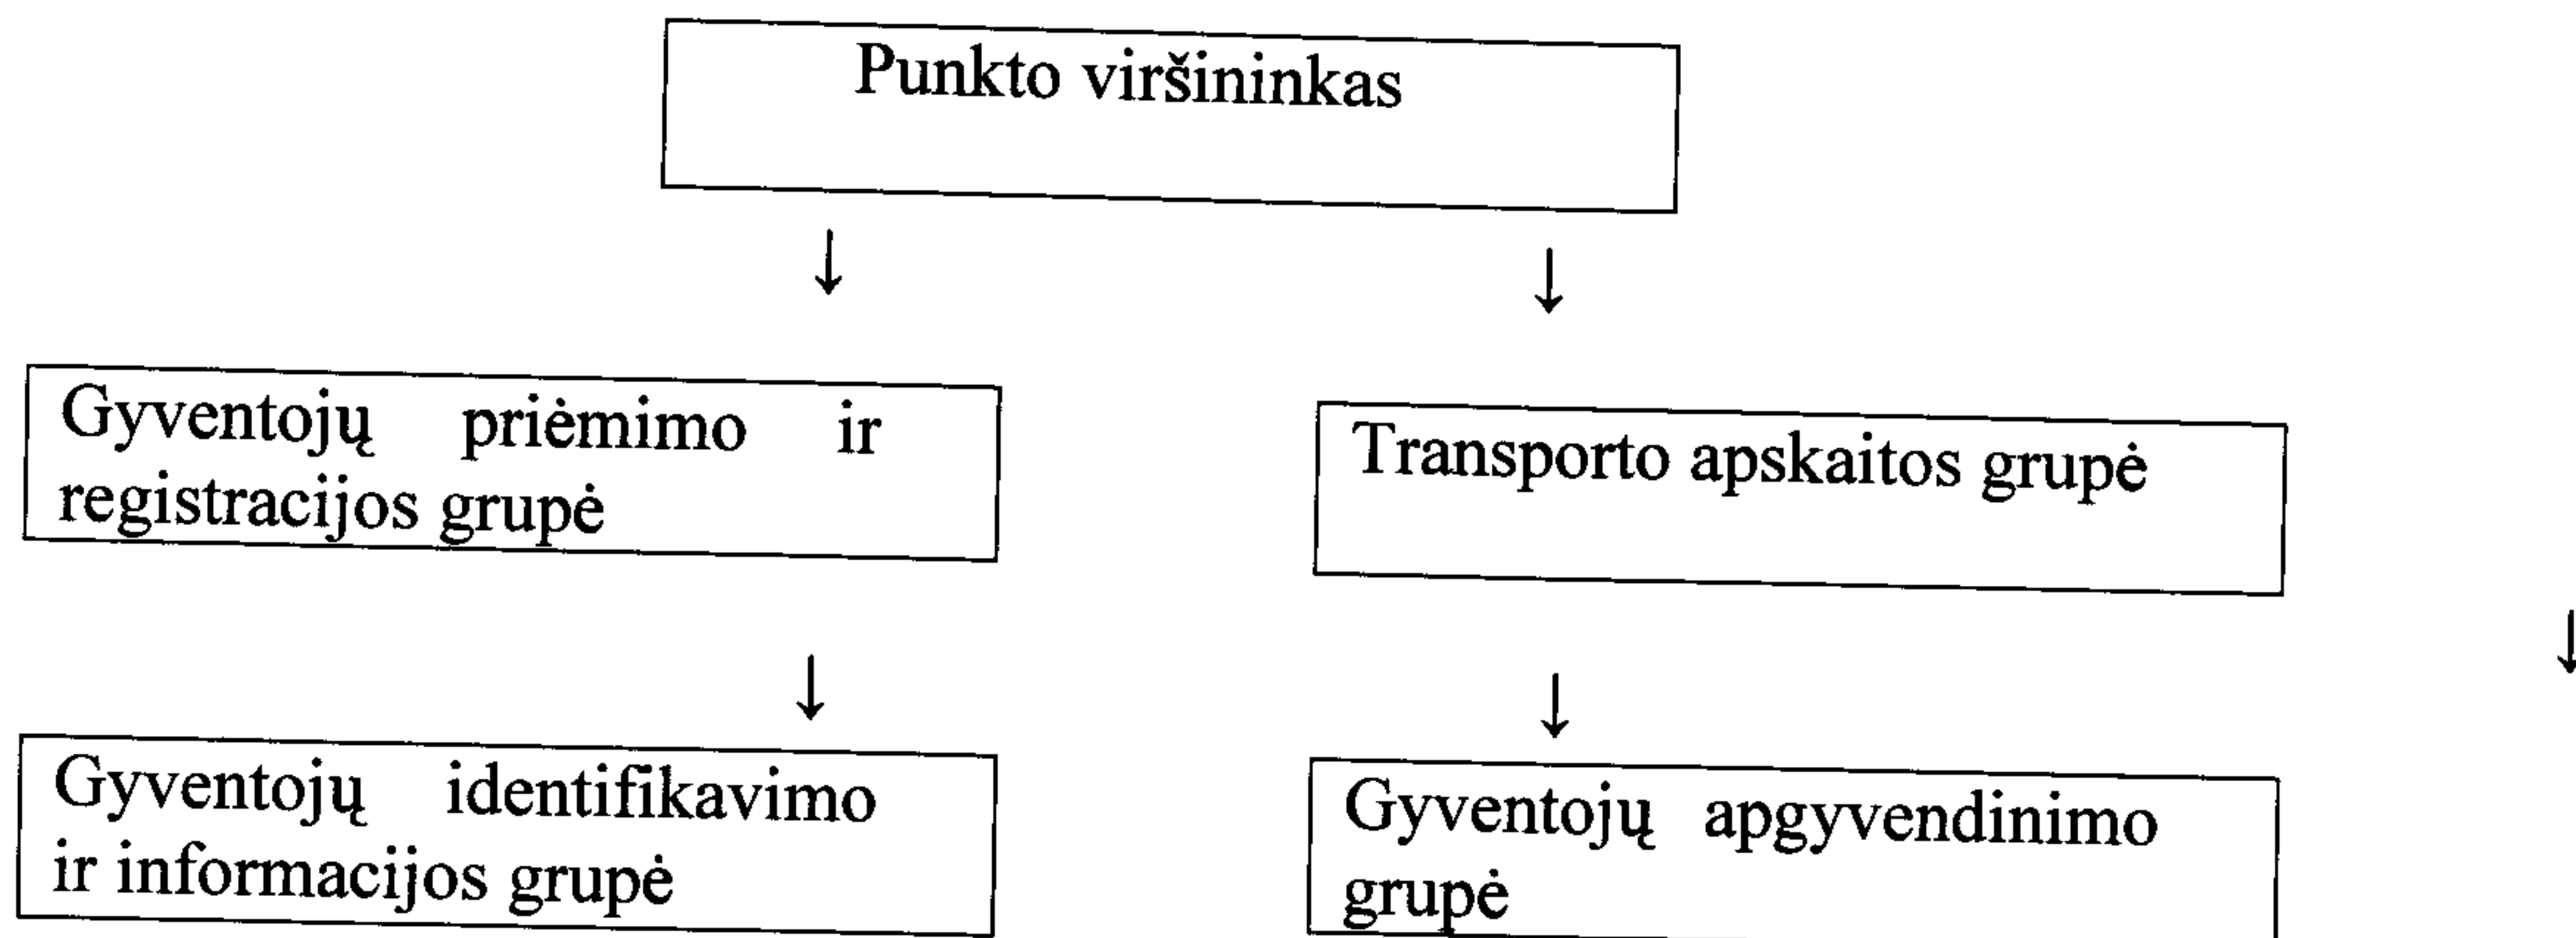 Punkto viršininkas
↓ ↓
Gyventojų priėmimo ir
registracijos grupė
Transporto apskaitos grupė
↓ ↓ ↓
Gyventojų identifikavimo
ir informacijos grupė
Gyventojų apgyvendinimo
grupė